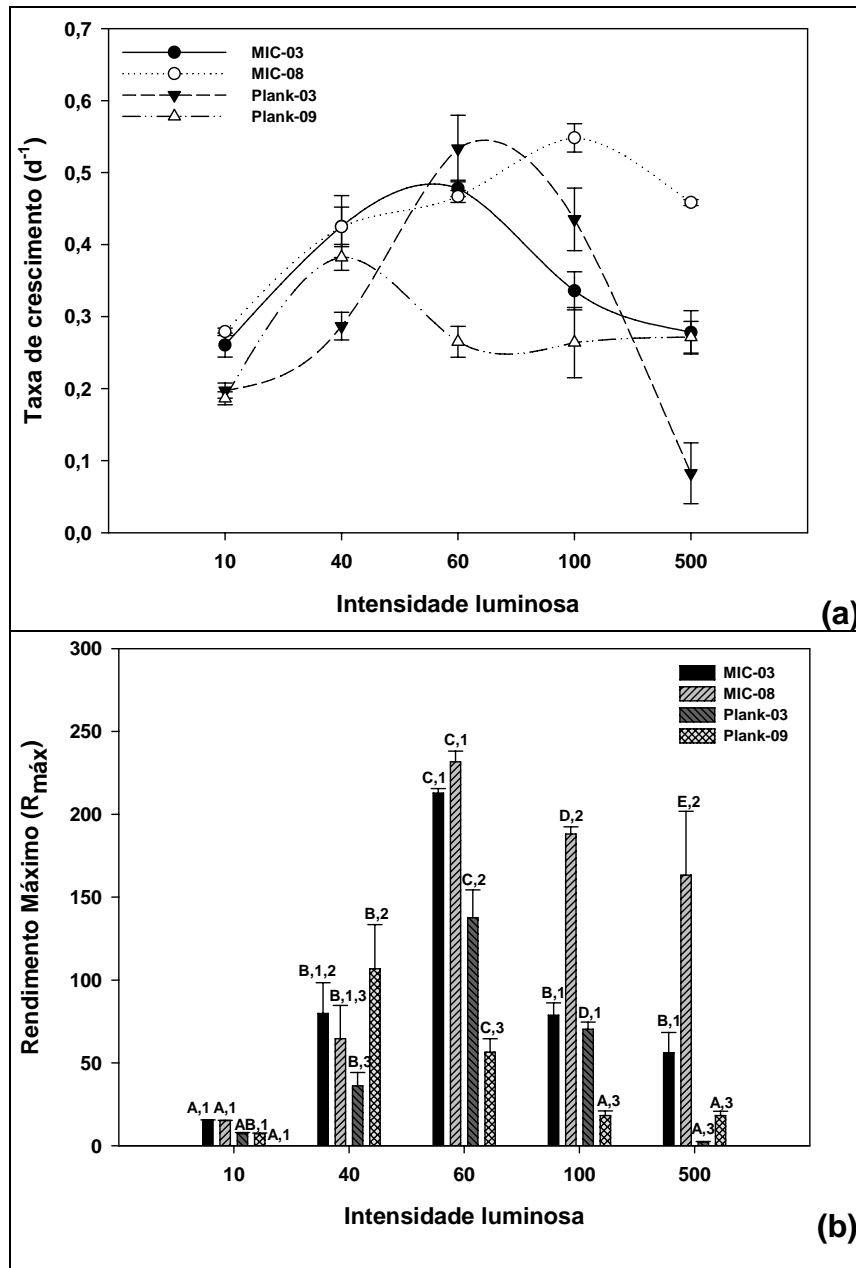 0,7
MIC-03
MIC-08
Plank-03
Plank-09
0,6
0,5
0,4
0,3
0,2
0,1
0,0
Taxa de crescimento (d⁻¹)
10 40 60 100 500
Intensidade luminosa
(a)
300
MIC-03
MIC-08
Plank-03
Plank-09
250
200
150
100
50
0
Rendimento Máximo (Rmáx)
A,1 A,1 AB,1 A,1
B,1,2 B,1,3 B,3 B,2
C,1 C,1 C,2 C,3
B,1 D,2 D,1 A,3
B,1 E,2 A,3 A,3
10 40 60 100 500
Intensidade luminosa
(b)